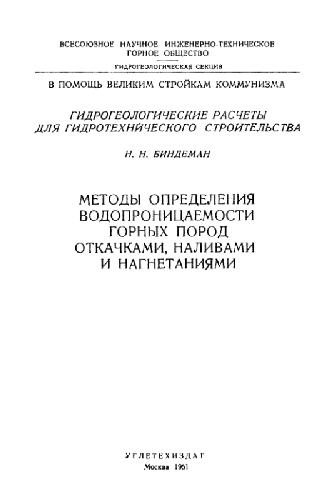 ВСЕСОЮЗНОЕ НАУЧНОЕ ИНЖЕНЕРНО-ТЕХНИЧЕСКОЕ
ГОРНОЕ ОБЩЕСТВО
ГИДРОГЕОЛОГИЧЕСКАЯ СЕКЦИЯ
В ПОМОЩЬ ВЕЛИКИМ СТРОЙКАМ КОММУНИЗМА
ГИДРОГЕОЛОГИЧЕСКИЕ РАСЧЕТЫ
ДЛЯ ГИДРОТЕХНИЧЕСКОГО СТРОИТЕЛЬСТВА
Н. Н. БИНДЕМАН
МЕТОДЫ ОПРЕДЕЛЕНИЯ
ВОДОПРОНИЦАЕМОСТИ
ГОРНЫХ ПОРОД
ОТКАЧКАМИ, НАЛИВАМИ
И НАГНЕТАНИЯМИ
УГЛЕТЕХИЗДАТ
Москва 1951